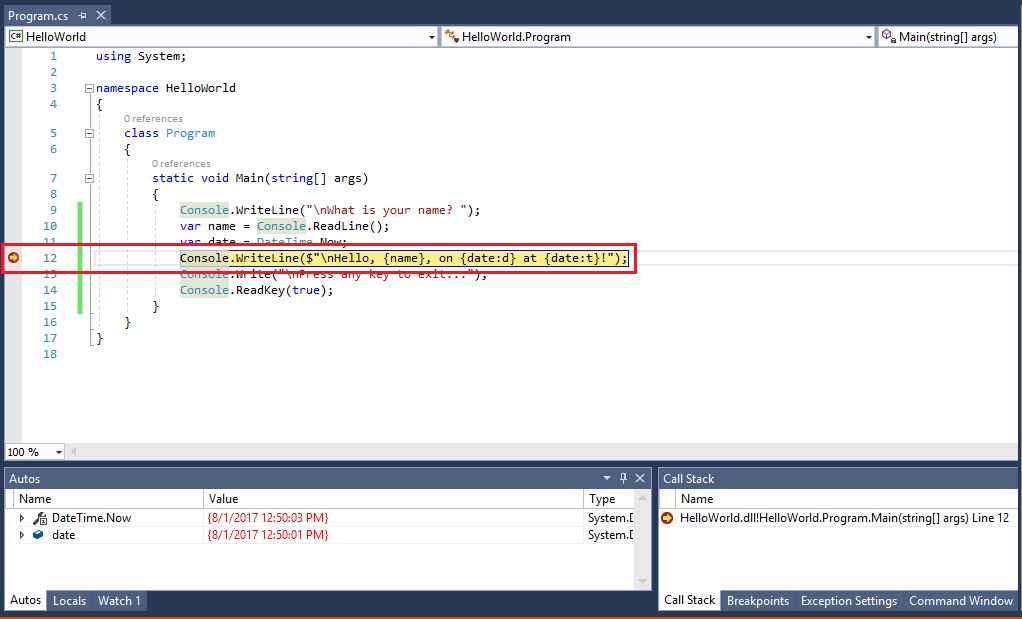 Program.cs
C# HelloWorld HelloWorld.Program Main(string[] args)
1 using System;
2
3 namespace HelloWorld
4 {
0 references
5 class Program
6 {
0 references
7 static void Main(string[] args)
8 {
9 Console.WriteLine("\nWhat is your name? ");
10 var name = Console.ReadLine();
11 var date = DateTime.Now;
12 Console.WriteLine($"\nHello, {name}, on {date:d} at {date:t}!");
13 Console.Write("\nPress any key to exit...");
14 Console.ReadKey(true);
15 }
16 }
17 }
18
100 %
Autos
Name Value Type
DateTime.Now {8/1/2017 12:50:03 PM} System.D
date {8/1/2017 12:50:01 PM} System.D
Autos Locals Watch 1
Call Stack
Name
HelloWorld.dll!HelloWorld.Program.Main(string[] args) Line 12
Call Stack Breakpoints Exception Settings Command Window